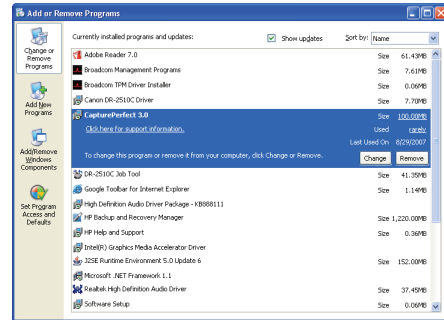 Add or Remove Programs
Change or
Remove
Programs
Add New
Programs
Add/Remove
Windows
Components
Set Program
Access and
Defaults
Currently installed programs and updates:
Show updates
Sort by: Name
Adobe Reader 7.0 Size 61.43MB
Broadcom Management Programs Size 7.61MB
Broadcom TPM Driver Installer Size 0.06MB
Canon DR-2510C Driver Size 7.70MB
CapturePerfect 3.0 Size 100.00MB
Click here for support information. Used rarely
Last Used On 8/29/2007
To change this program or remove it from your computer, click Change or Remove. Change Remove
DR-2510C Job Tool Size 41.35MB
Google Toolbar for Internet Explorer Size 1.14MB
High Definition Audio Driver Package - KB888111
HP Backup and Recovery Manager Size 1,220.00MB
HP Help and Support Size 0.36MB
Intel(R) Graphics Media Accelerator Driver
J2SE Runtime Environment 5.0 Update 6 Size 152.00MB
Microsoft .NET Framework 1.1
Realtek High Definition Audio Driver Size 37.45MB
Software Setup Size 0.06MB